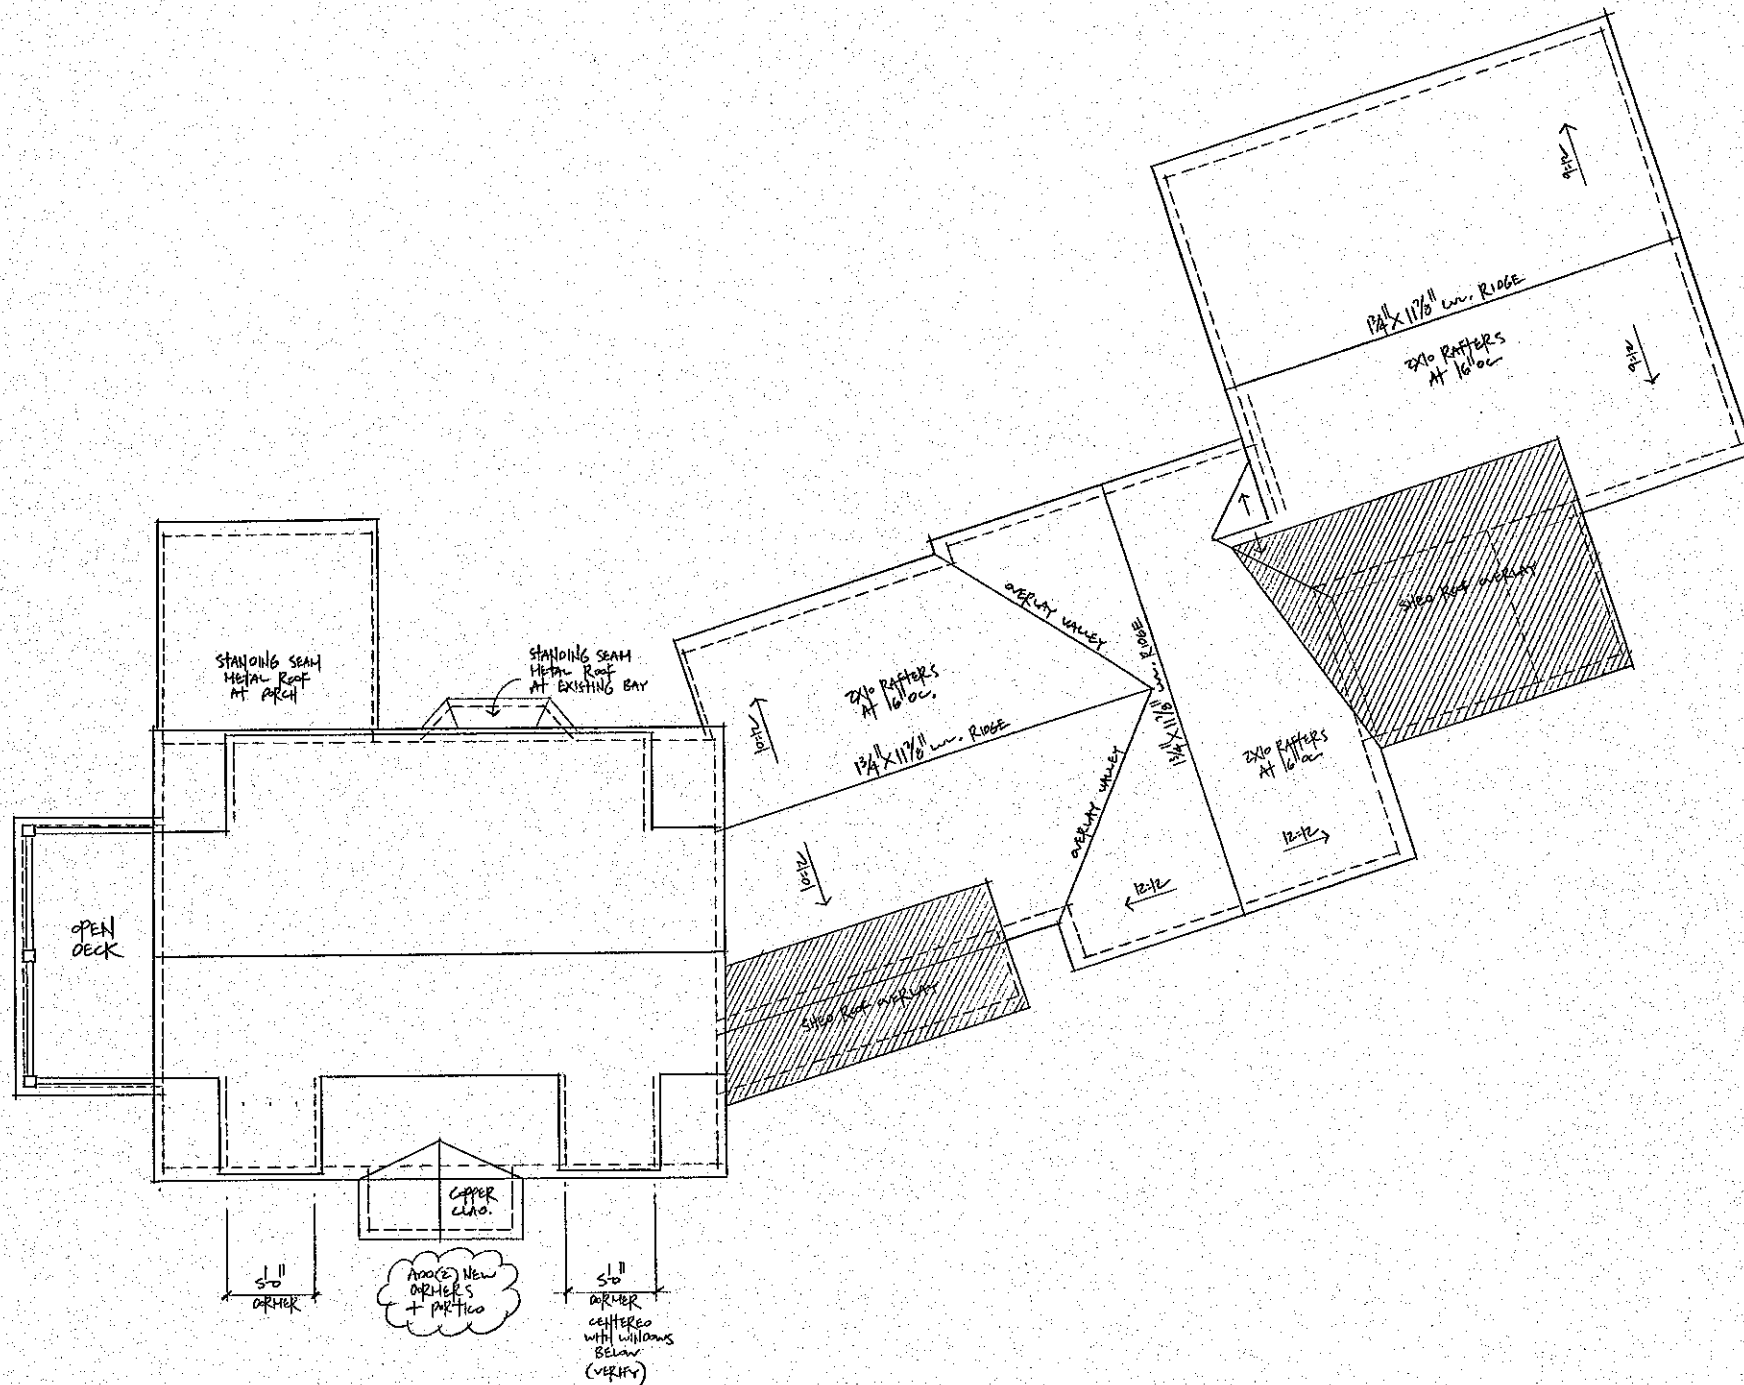 9:12
1 3/4" X 11 7/8" LVL. RIDGE
2X10 RAFTERS
AT 16" OC
9:12
SHED ROOF OVERLAY
OVERLAY VALLEY
1 3/4" X 11 7/8" LVL. RIDGE
STANDING SEAM
METAL ROOF
AT PORCH
STANDING SEAM
METAL ROOF
AT EXISTING BAY
2X10 RAFTERS
AT 16" OC.
10:12
1 3/4" X 11 7/8" LVL. RIDGE
OVERLAY VALLEY
2X10 RAFTERS
AT 16" OC
12:12
10:12
12:12
OPEN
DECK
SHED ROOF OVERLAY
COPPER
CLAD.
5'-0"
DORMER
ADD (2) NEW
DORMERS
+ PORTICO
5'-0"
DORMER
CENTERED
WITH WINDOWS
BELOW
(VERIFY)